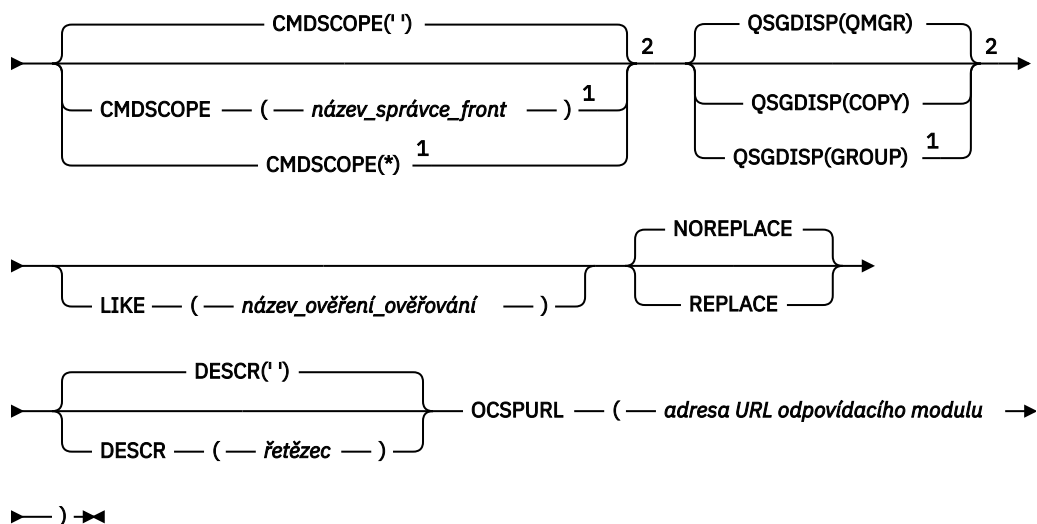 CMDSCOPE(' ')
2
CMDSCOPE ( název_správce_front ) 1
CMDSCOPE(*) 1
QSGDISP(QMGR)
2
QSGDISP(COPY)
QSGDISP(GROUP) 1
LIKE ( název_ověření_ověřování )
NOREPLACE
REPLACE
DESCR(' ')
DESCR ( řetězec )
OCSPURL ( adresa URL odpovídacího modulu
)